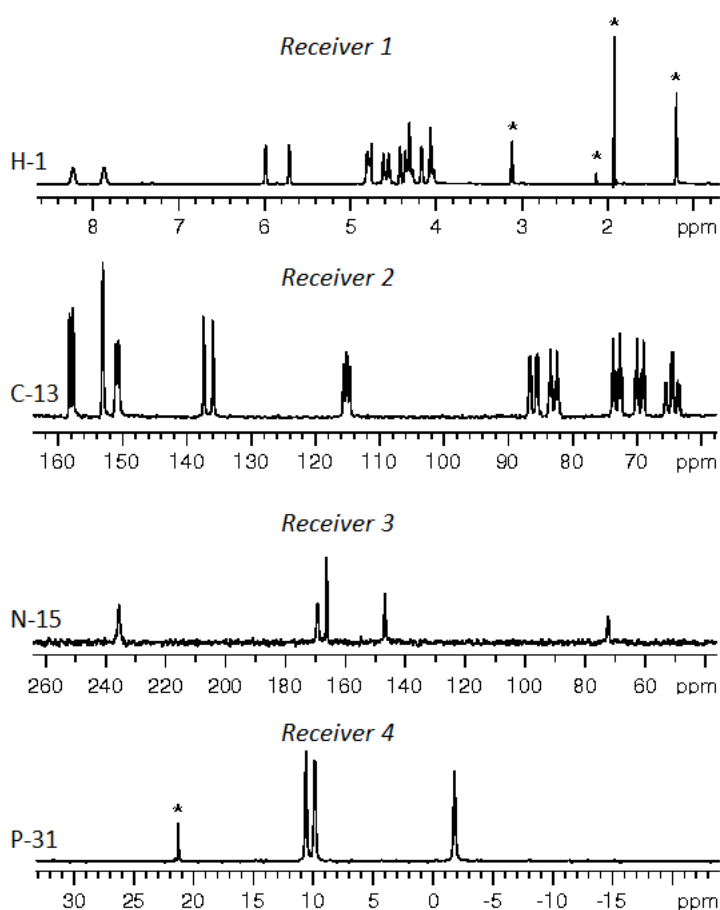 Receiver 1
*
*
*
*
H-1
8 7 6 5 4 3 2 ppm
Receiver 2
C-13
160 150 140 130 120 110 100 90 80 70 ppm
Receiver 3
N-15
260 240 220 200 180 160 140 120 100 80 60 ppm
Receiver 4
*
P-31
30 25 20 15 10 5 0 -5 -10 -15 ppm